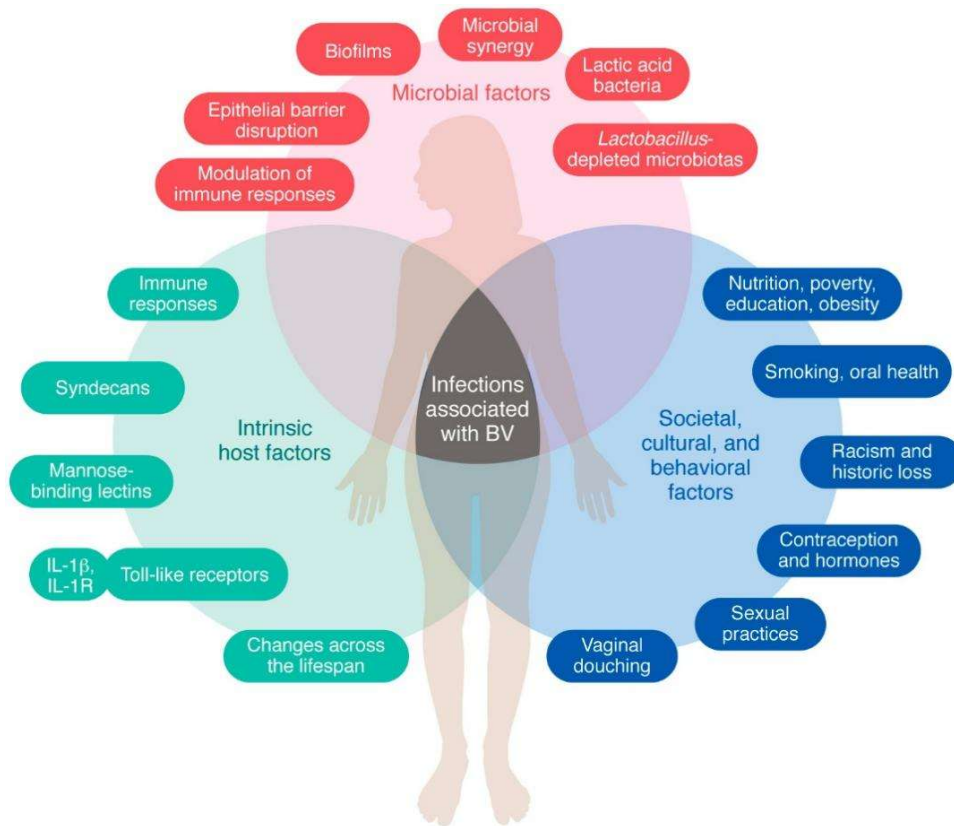 Microbial
synergy
Biofilms
Lactic acid
bacteria
Microbial factors
Epithelial barrier
disruption
Lactobacillus-
depleted microbiotas
Modulation of
immune responses
Immune
responses
Nutrition, poverty,
education, obesity
Syndecans
Smoking, oral health
Infections
associated
with BV
Intrinsic
host factors
Societal,
cultural, and
behavioral
factors
Mannose-
binding lectins
Racism and
historic loss
IL-1β,
IL-1R
Toll-like receptors
Contraception
and hormones
Changes across
the lifespan
Vaginal
douching
Sexual
practices